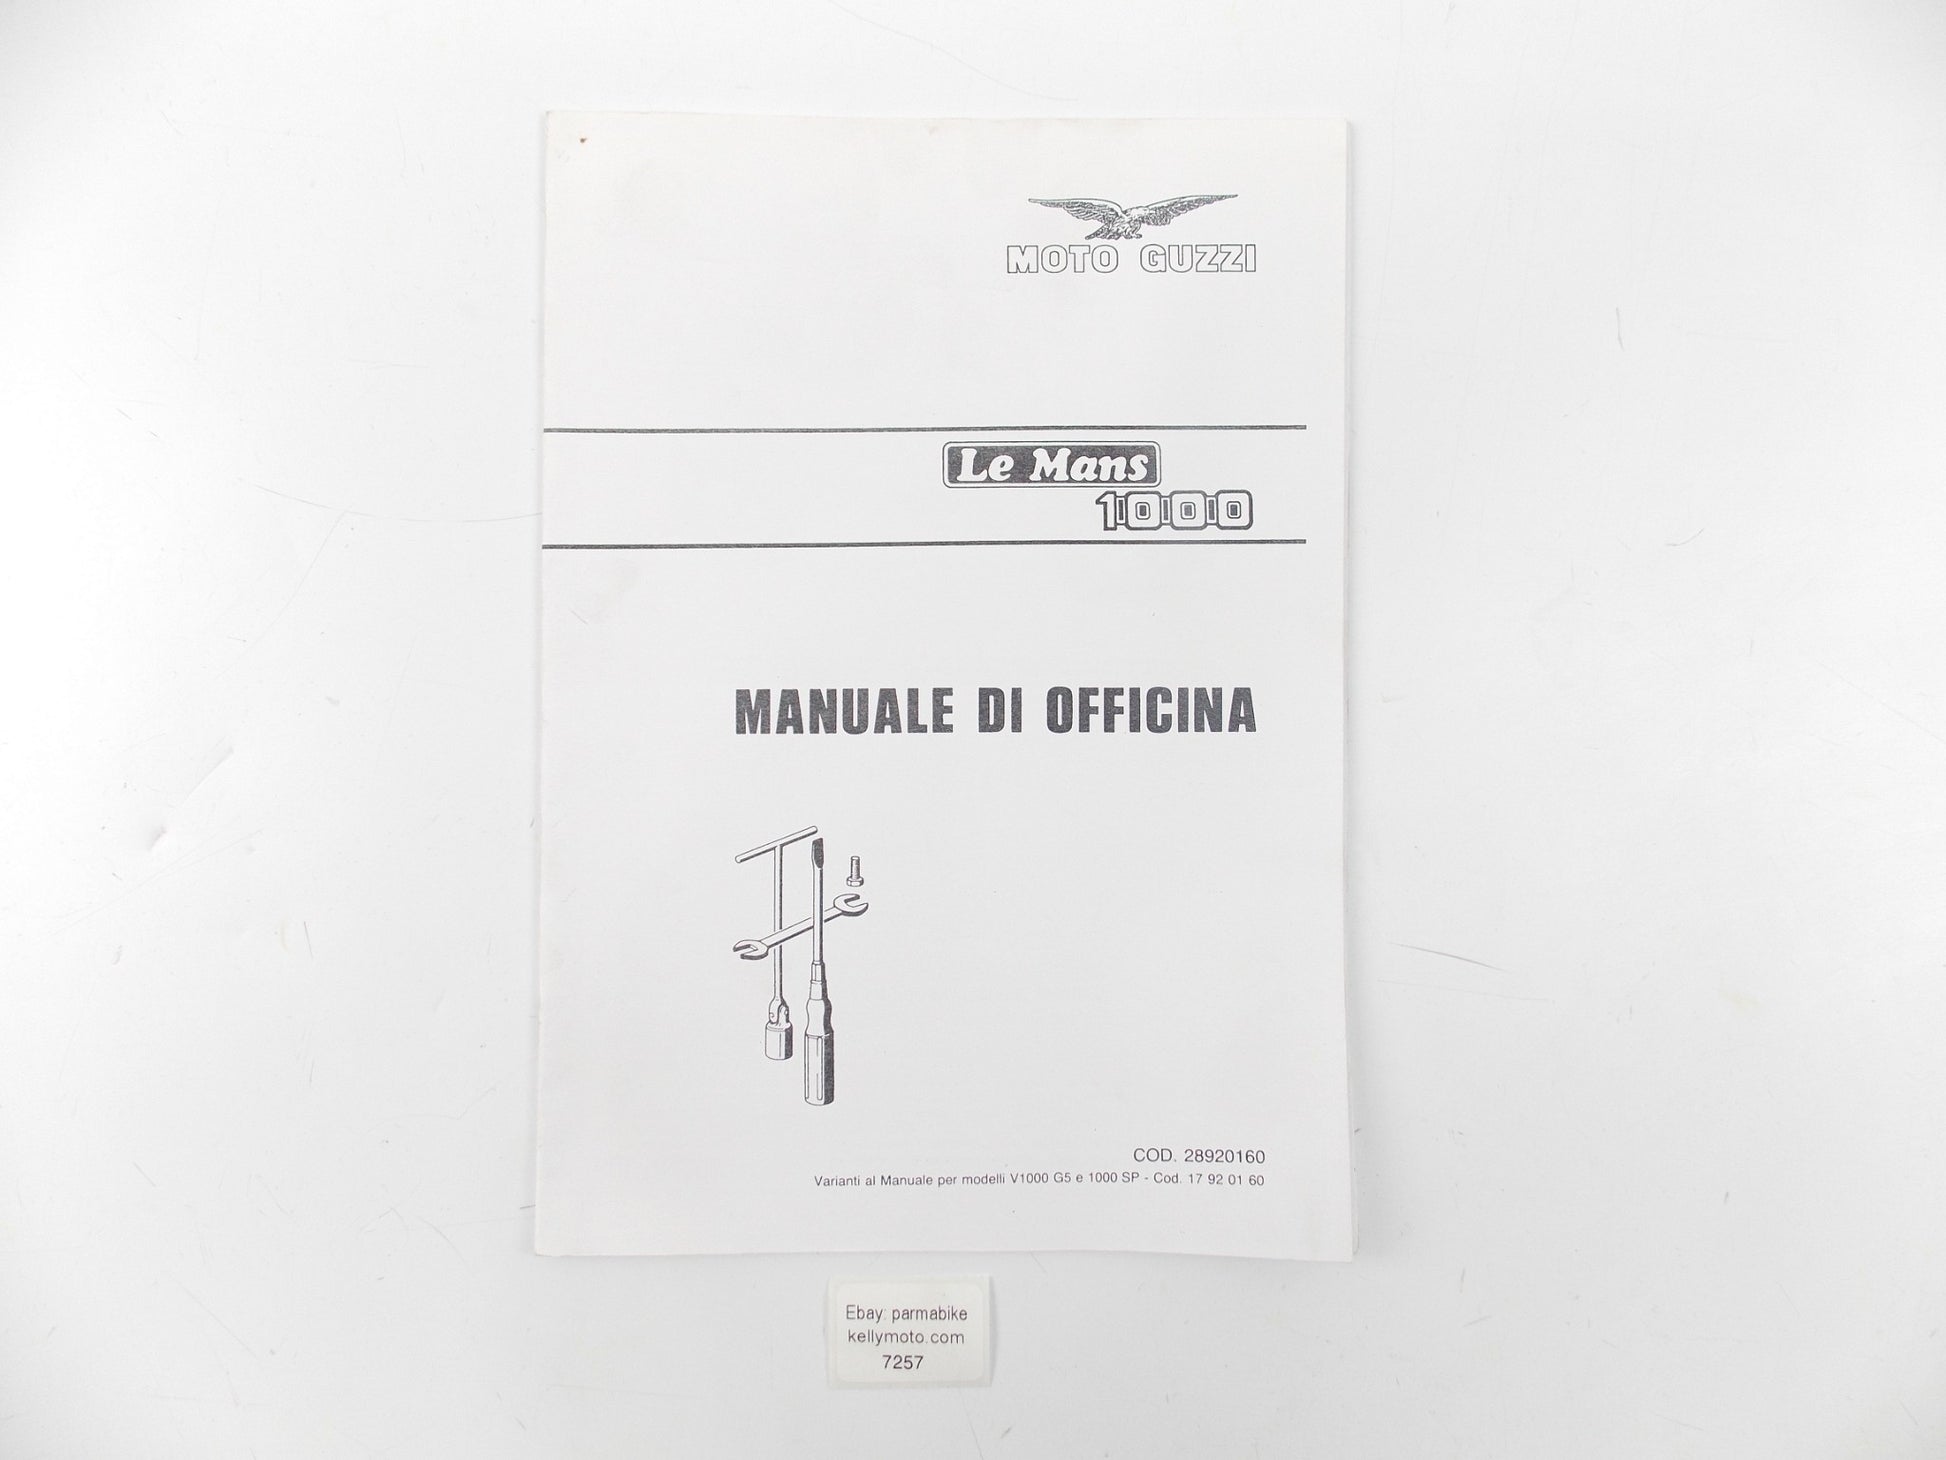 MOTO GUZZI
Le Mans
1000
MANUALE DI OFFICINA
COD. 28920160
Varianti al Manuale per modelli V1000 G5 e 1000 SP - Cod. 17 92 01 60
Ebay: parmabike
kellymoto.com
7257